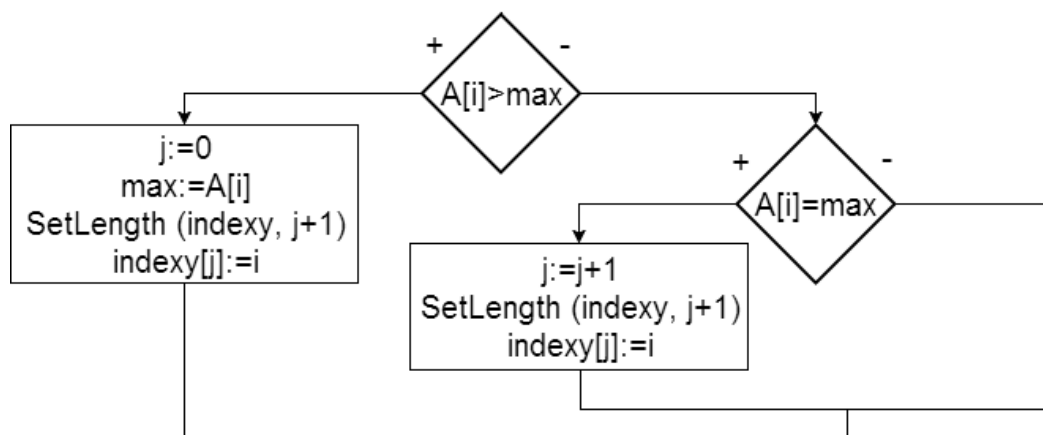 +
-
A[i]>max
j:=0
max:=A[i]
SetLength (indexy, j+1)
indexy[j]:=i
+
-
A[i]=max
j:=j+1
SetLength (indexy, j+1)
indexy[j]:=i